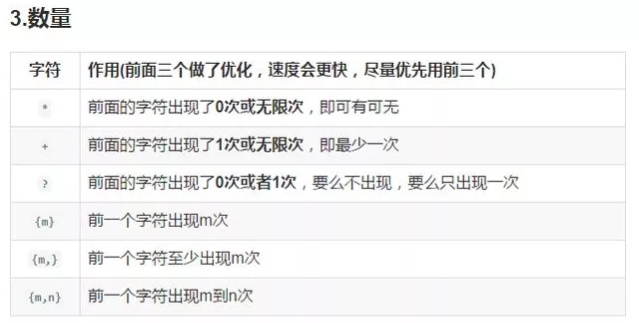 3.数量
字符 作用(前面三个做了优化，速度会更快，尽量优先用前三个)
* 前面的字符出现了0次或无限次，即可有可无
+ 前面的字符出现了1次或无限次，即最少一次
? 前面的字符出现了0次或者1次，要么不出现，要么只出现一次
{m} 前一个字符出现m次
{m,} 前一个字符至少出现m次
{m,n} 前一个字符出现m到n次